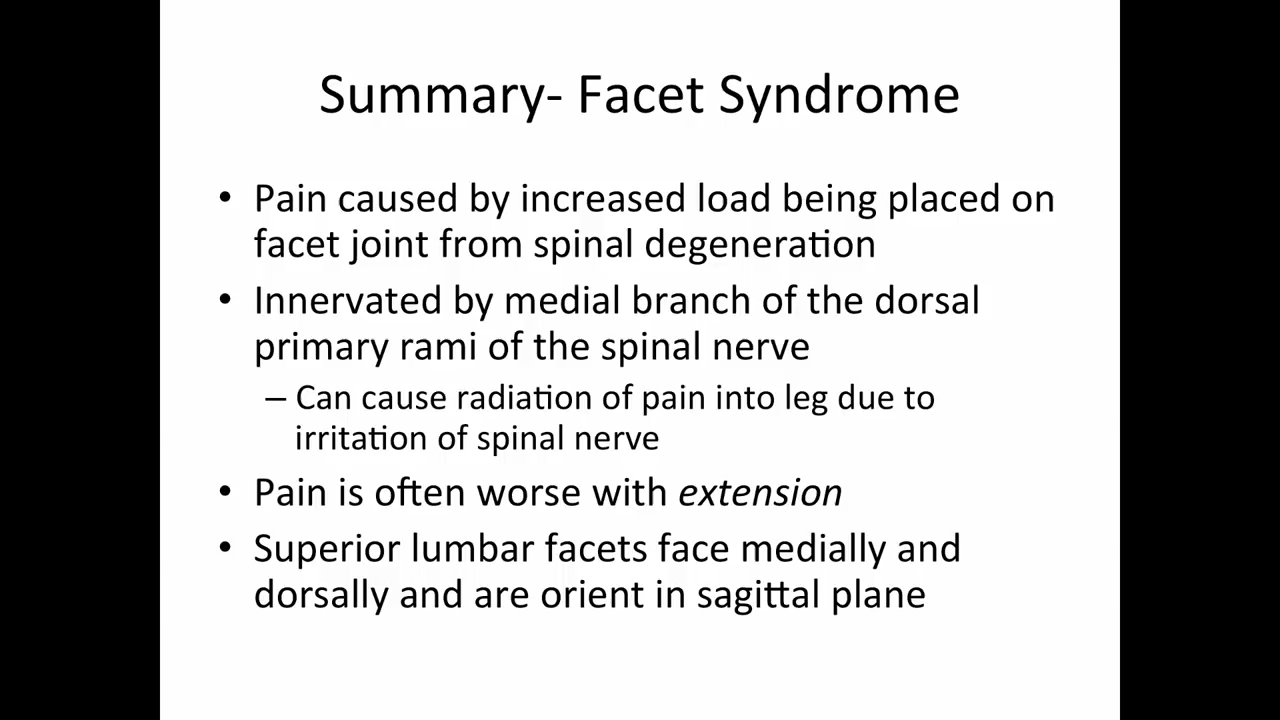 Summary- Facet Syndrome
• Pain caused by increased load being placed on
facet joint from spinal degeneration
• Innervated by medial branch of the dorsal
primary rami of the spinal nerve
– Can cause radiation of pain into leg due to
irritation of spinal nerve
• Pain is often worse with extension
• Superior lumbar facets face medially and
dorsally and are orient in sagittal plane